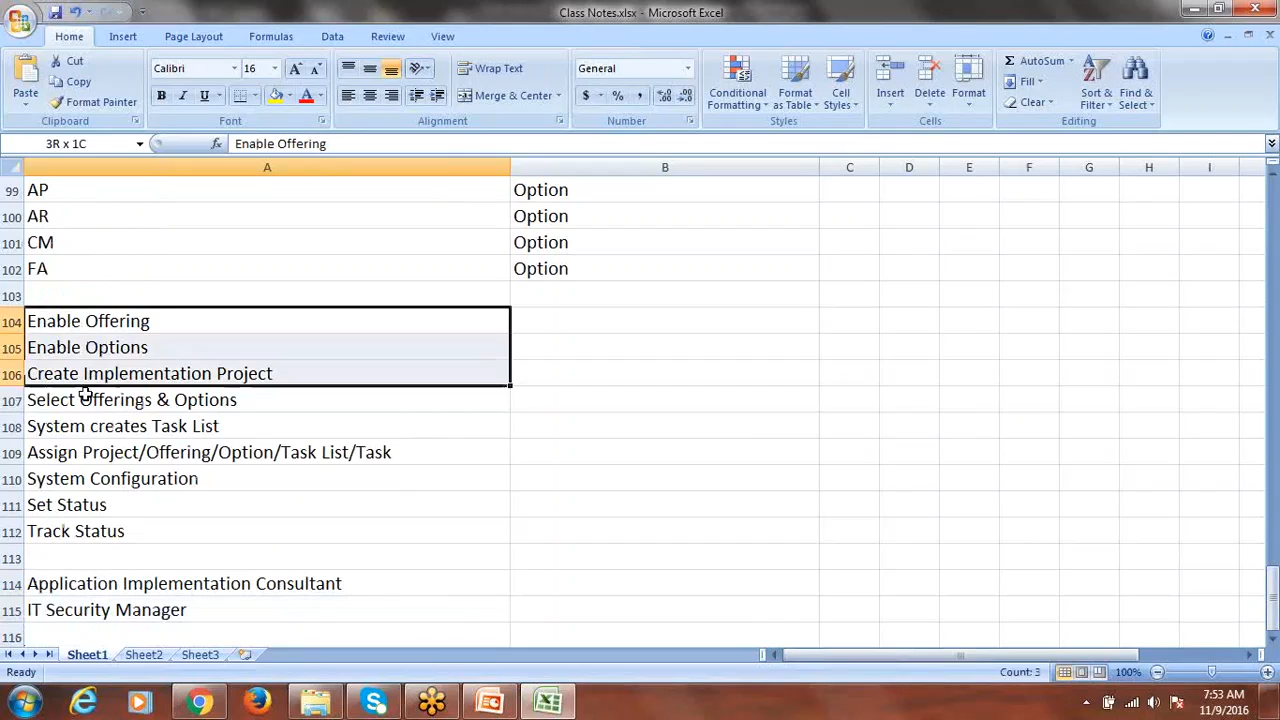 Class Notes.xlsx - Microsoft Excel
Home Insert Page Layout Formulas Data Review View
Paste
Cut
Copy
Format Painter
Clipboard
Calibri 16
Font
Wrap Text
Merge & Center
Alignment
General
$ % ,
Number
Conditional Formatting
Format as Table
Cell Styles
Styles
Insert Delete Format
Cells
AutoSum
Fill
Clear
Sort & Filter
Find & Select
Editing
3R x 1C fx Enable Offering
A B C D E F G H I
99 AP Option
100 AR Option
101 CM Option
102 FA Option
103
104 Enable Offering
105 Enable Options
106 Create Implementation Project
107 Select Offerings & Options
108 System creates Task List
109 Assign Project/Offering/Option/Task List/Task
110 System Configuration
111 Set Status
112 Track Status
113
114 Application Implementation Consultant
115 IT Security Manager
116
Sheet1 Sheet2 Sheet3
Ready Count: 3 100%
7:53 AM
11/9/2016